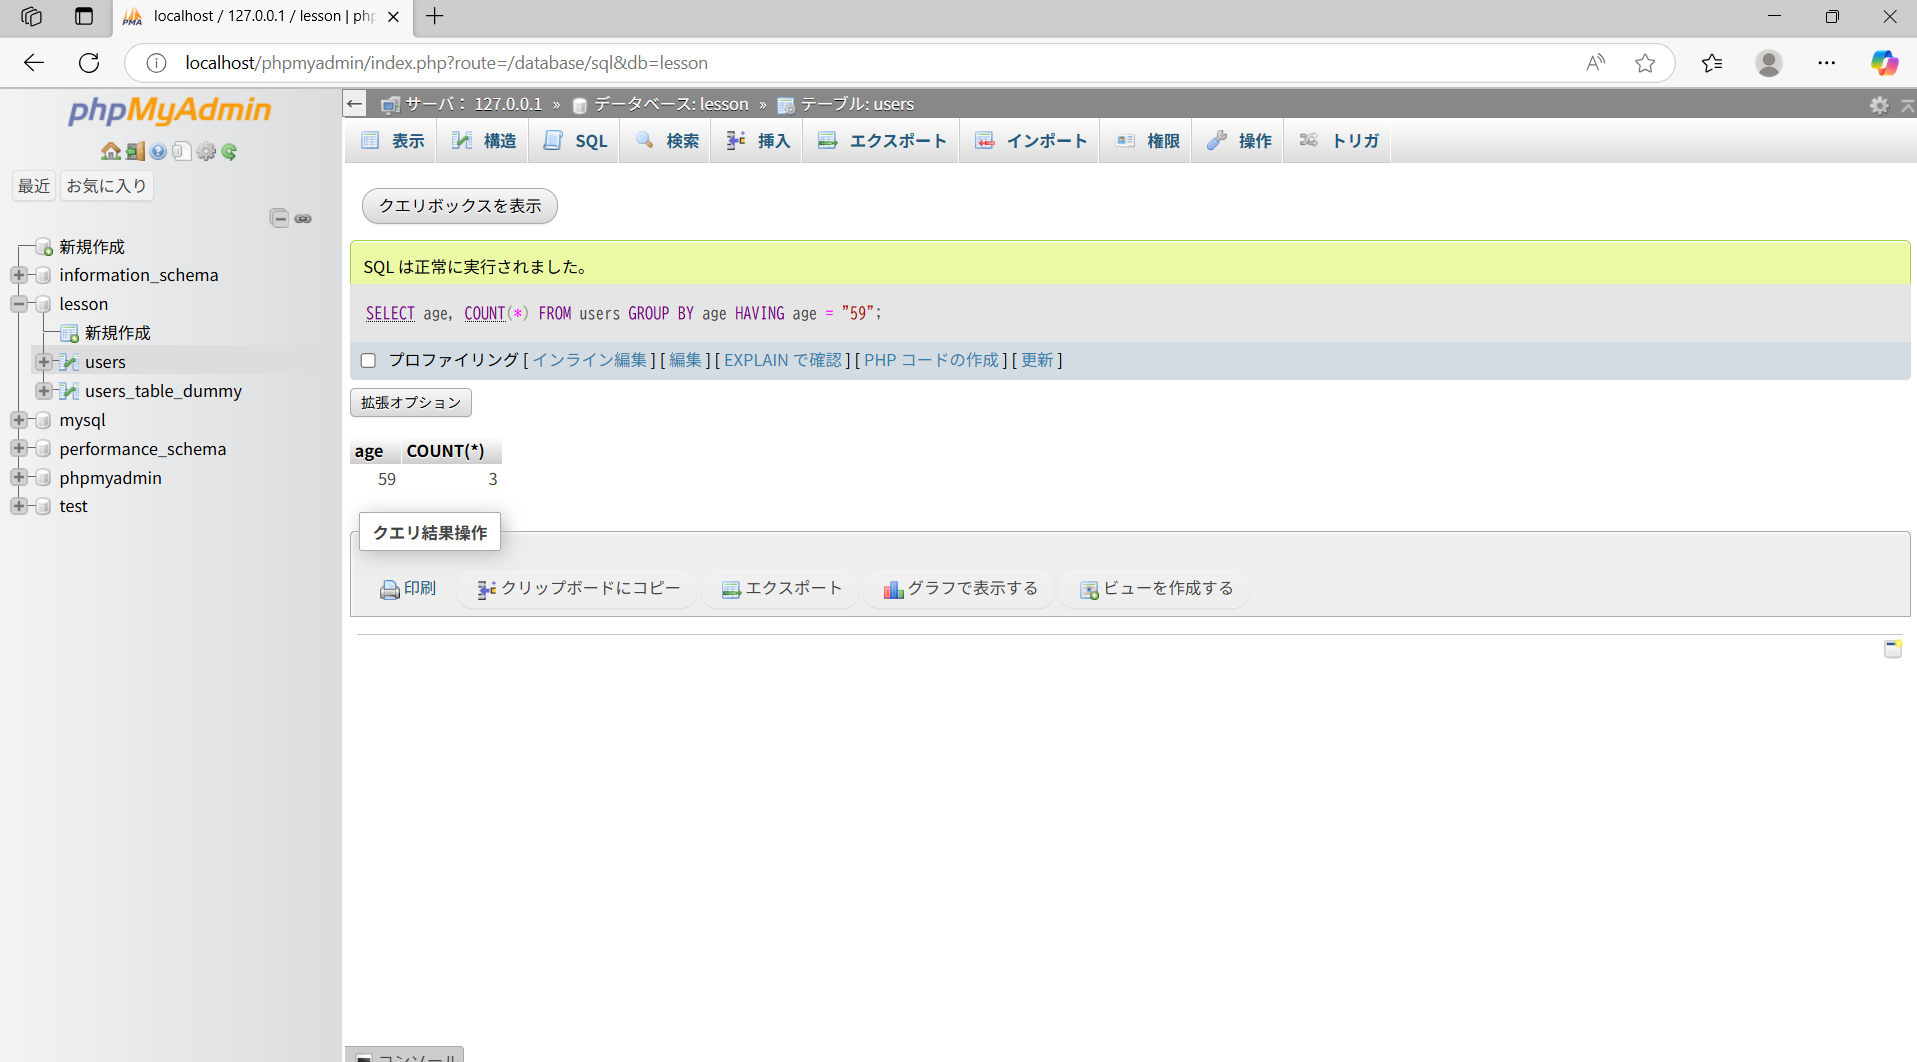 localhost / 127.0.0.1 / lesson | php
localhost/phpmyadmin/index.php?route=/database/sql&db=lesson
phpMyAdmin
最近 お気に入り
新規作成
information_schema
lesson
新規作成
users
users_table_dummy
mysql
performance_schema
phpmyadmin
test
サーバ： 127.0.0.1 » データベース: lesson » テーブル: users
表示 構造 SQL 検索 挿入 エクスポート インポート 権限 操作 トリガ
クエリボックスを表示
SQL は正常に実行されました。
SELECT age, COUNT(*) FROM users GROUP BY age HAVING age = "59";
プロファイリング [ インライン編集 ] [ 編集 ] [ EXPLAIN で確認 ] [ PHP コードの作成 ] [ 更新 ]
拡張オプション
age COUNT(*)
59 3
クエリ結果操作
印刷 クリップボードにコピー エクスポート グラフで表示する ビューを作成する
コンソール